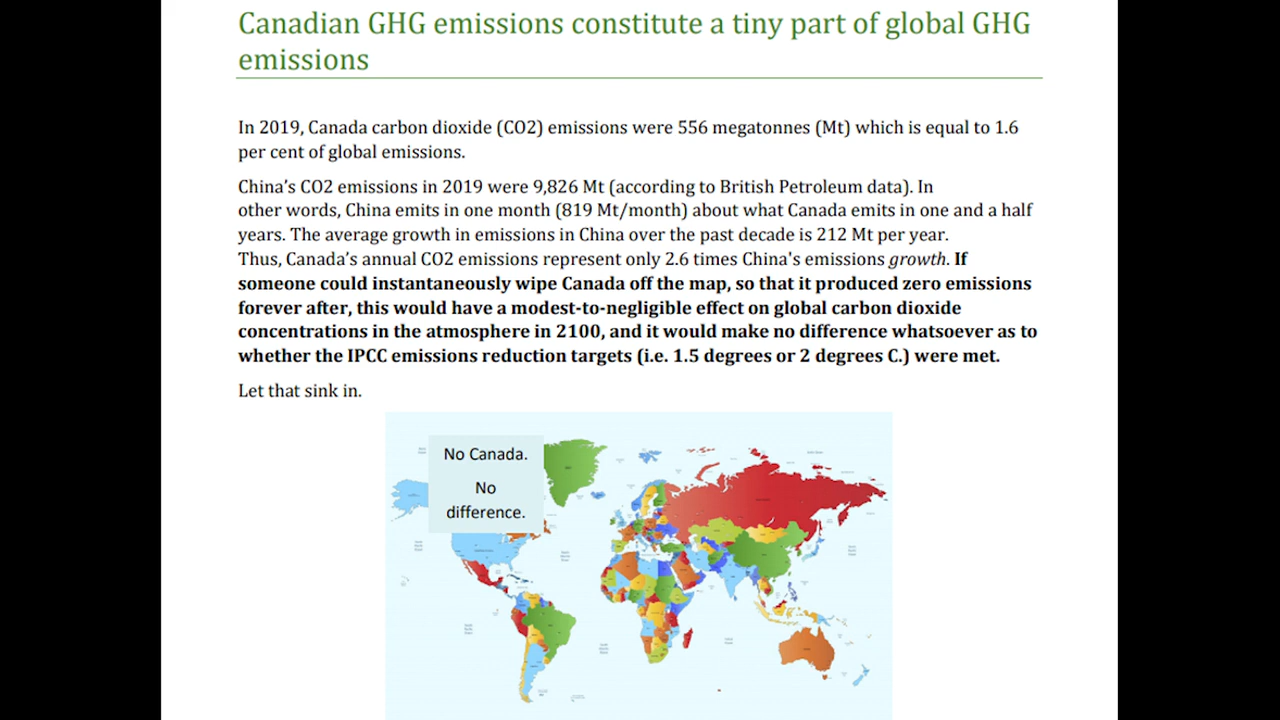 Canadian GHG emissions constitute a tiny part of global GHG
emissions
In 2019, Canada carbon dioxide (CO2) emissions were 556 megatonnes (Mt) which is equal to 1.6
per cent of global emissions.
China's CO2 emissions in 2019 were 9,826 Mt (according to British Petroleum data). In
other words, China emits in one month (819 Mt/month) about what Canada emits in one and a half
years. The average growth in emissions in China over the past decade is 212 Mt per year.
Thus, Canada's annual CO2 emissions represent only 2.6 times China's emissions growth. If
someone could instantaneously wipe Canada off the map, so that it produced zero emissions
forever after, this would have a modest-to-negligible effect on global carbon dioxide
concentrations in the atmosphere in 2100, and it would make no difference whatsoever as to
whether the IPCC emissions reduction targets (i.e. 1.5 degrees or 2 degrees C.) were met.
Let that sink in.
No Canada.
No
difference.